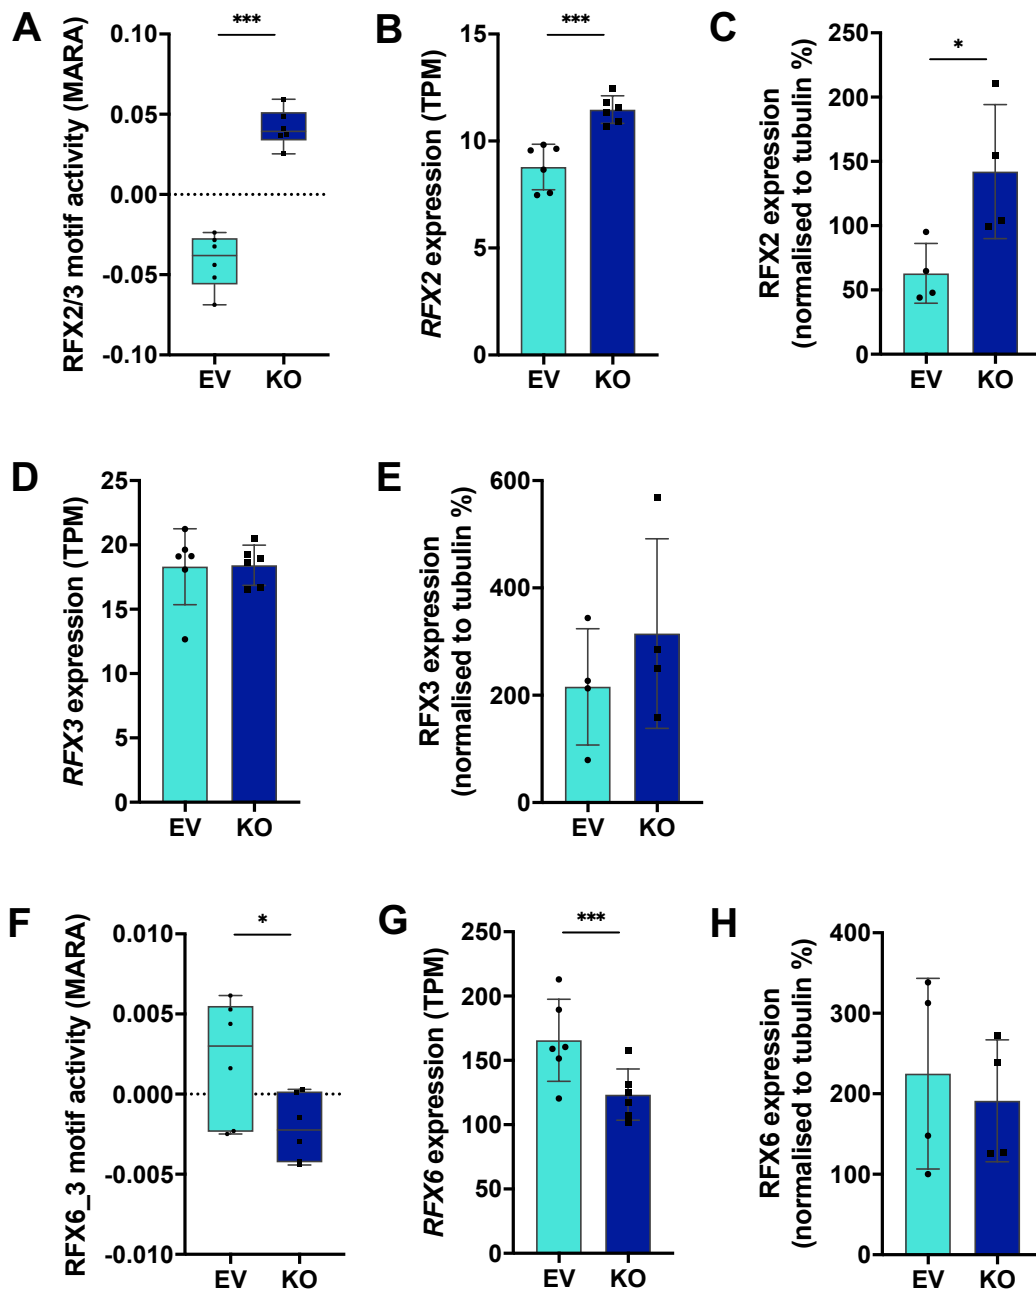 A
RFX2/3 motif activity (MARA)
0.10
0.05
0.00
-0.05
-0.10
***
EV KO
B
RFX2 expression (TPM)
15
10
5
0
***
EV KO
C
RFX2 expression
(normalised to tubulin %)
250
200
150
100
50
0
*
EV KO
D
RFX3 expression (TPM)
25
20
15
10
5
0
EV KO
E
RFX3 expression
(normalised to tubulin %)
600
400
200
0
EV KO
F
RFX6_3 motif activity (MARA)
0.010
0.005
0.000
-0.005
-0.010
*
EV KO
G
RFX6 expression (TPM)
250
200
150
100
50
0
***
EV KO
H
RFX6 expression
(normalised to tubulin %)
400
300
200
100
0
EV KO